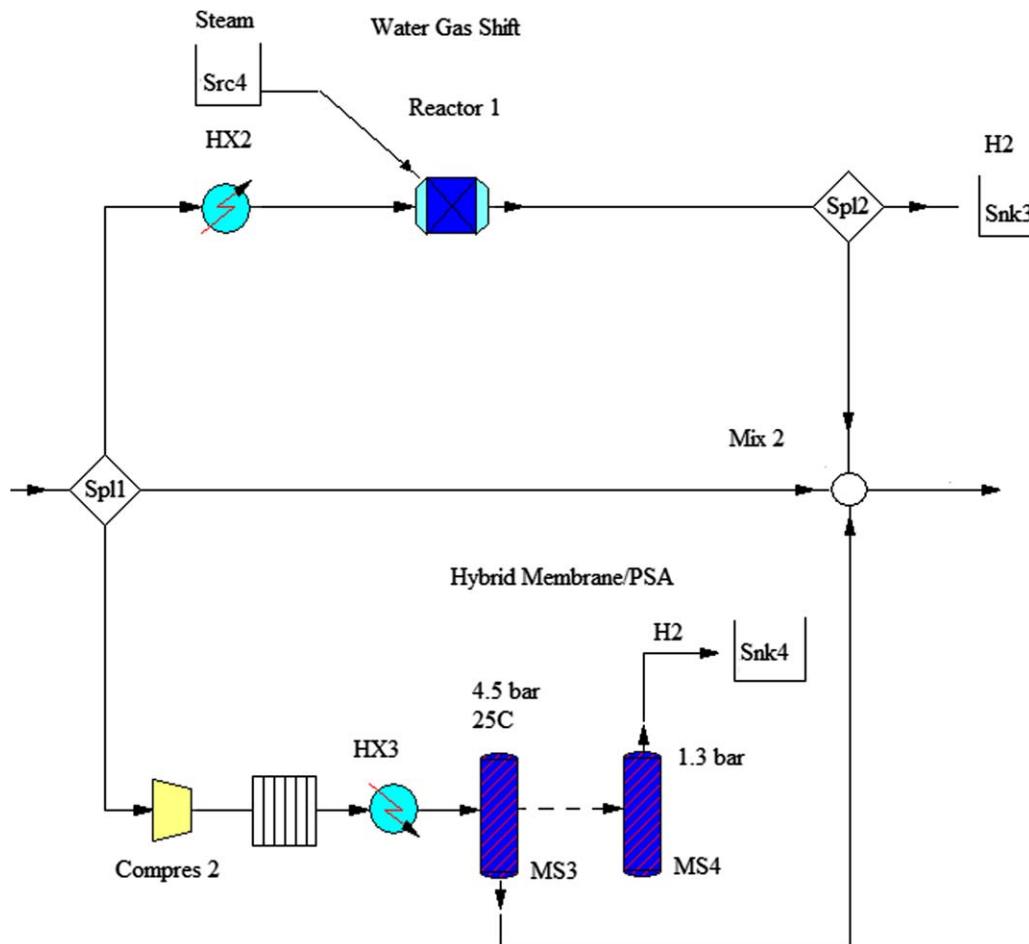 Steam
Water Gas Shift
Src4
Reactor 1
HX2
H2
Spl2
Snk3
Mix 2
Spl1
Hybrid Membrane/PSA
H2
Snk4
4.5 bar
25C
HX3
1.3 bar
Compres 2
MS3
MS4